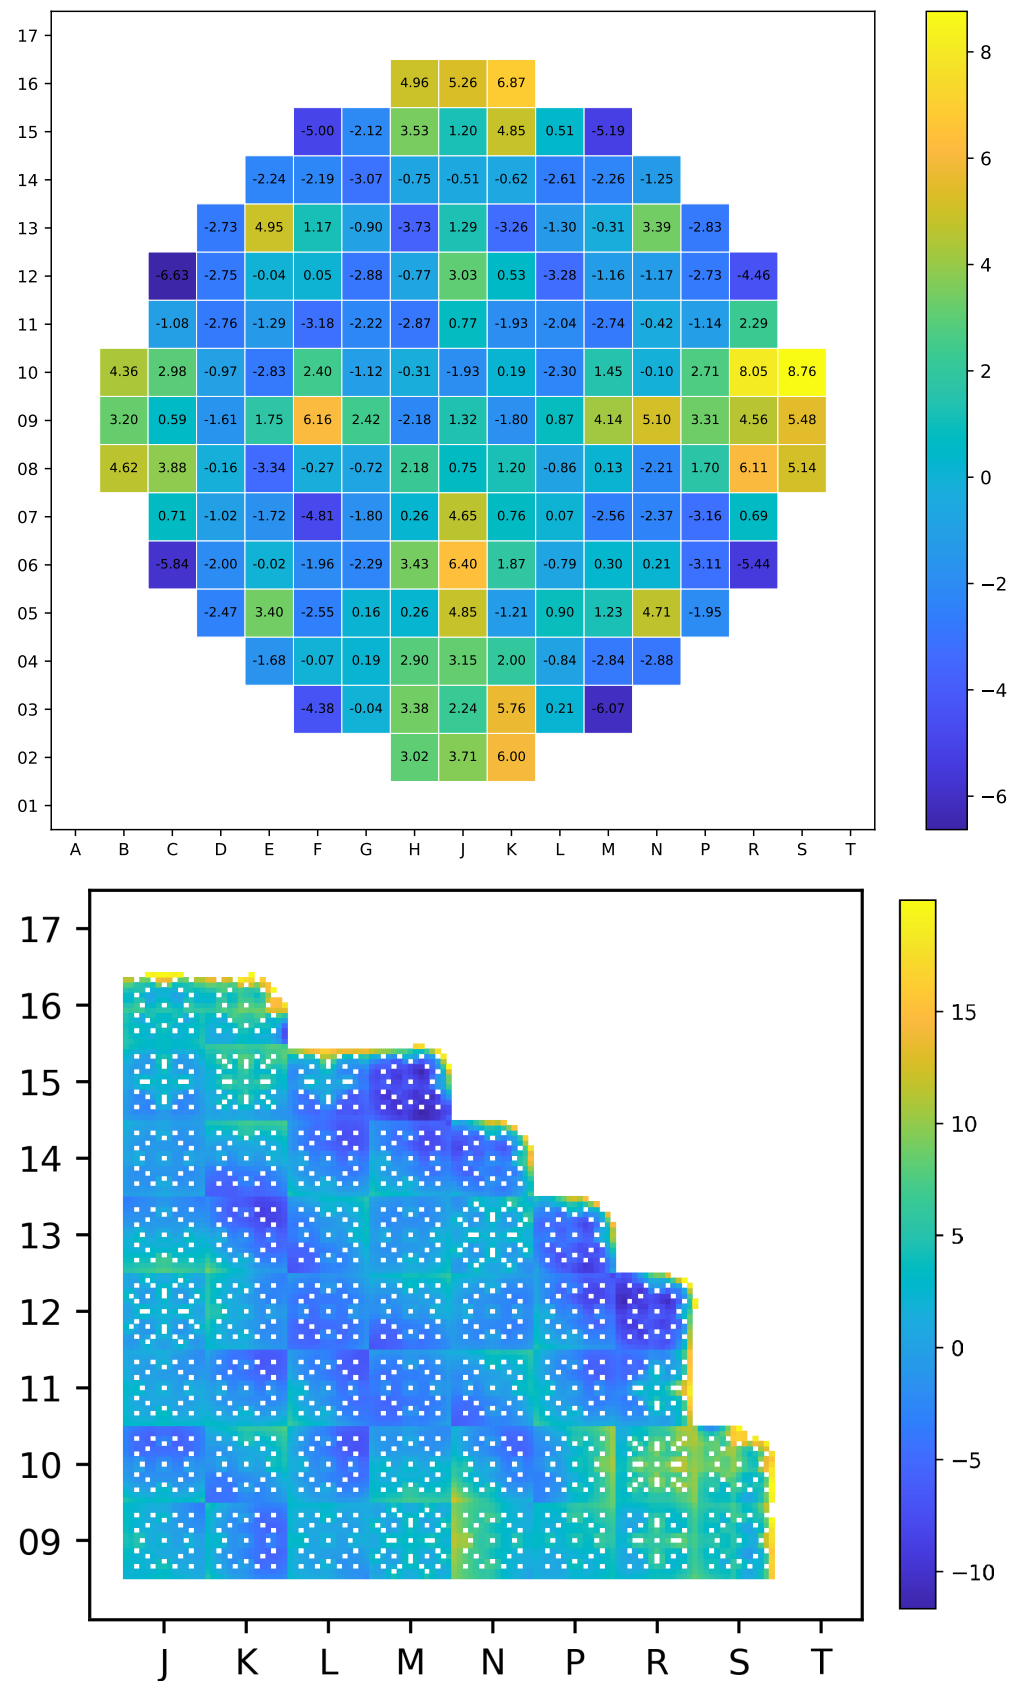 17
16 4.96 5.26 6.87
15 -5.00 -2.12 3.53 1.20 4.85 0.51 -5.19
14 -2.24 -2.19 -3.07 -0.75 -0.51 -0.62 -2.61 -2.26 -1.25
13 -2.73 4.95 1.17 -0.90 -3.73 1.29 -3.26 -1.30 -0.31 3.39 -2.83
12 -6.63 -2.75 -0.04 0.05 -2.88 -0.77 3.03 0.53 -3.28 -1.16 -1.17 -2.73 -4.46
11 -1.08 -2.76 -1.29 -3.18 -2.22 -2.87 0.77 -1.93 -2.04 -2.74 -0.42 -1.14 2.29
10 4.36 2.98 -0.97 -2.83 2.40 -1.12 -0.31 -1.93 0.19 -2.30 1.45 -0.10 2.71 8.05 8.76
09 3.20 0.59 -1.61 1.75 6.16 2.42 -2.18 1.32 -1.80 0.87 4.14 5.10 3.31 4.56 5.48
08 4.62 3.88 -0.16 -3.34 -0.27 -0.72 2.18 0.75 1.20 -0.86 0.13 -2.21 1.70 6.11 5.14
07 0.71 -1.02 -1.72 -4.81 -1.80 0.26 4.65 0.76 0.07 -2.56 -2.37 -3.16 0.69
06 -5.84 -2.00 -0.02 -1.96 -2.29 3.43 6.40 1.87 -0.79 0.30 0.21 -3.11 -5.44
05 -2.47 3.40 -2.55 0.16 0.26 4.85 -1.21 0.90 1.23 4.71 -1.95
04 -1.68 -0.07 0.19 2.90 3.15 2.00 -0.84 -2.84 -2.88
03 -4.38 -0.04 3.38 2.24 5.76 0.21 -6.07
02 3.02 3.71 6.00
01
A B C D E F G H J K L M N P R S T
8
6
4
2
0
−2
−4
−6
17
16
15
14
13
12
11
10
09
J K L M N P R S T
15
10
5
0
−5
−10